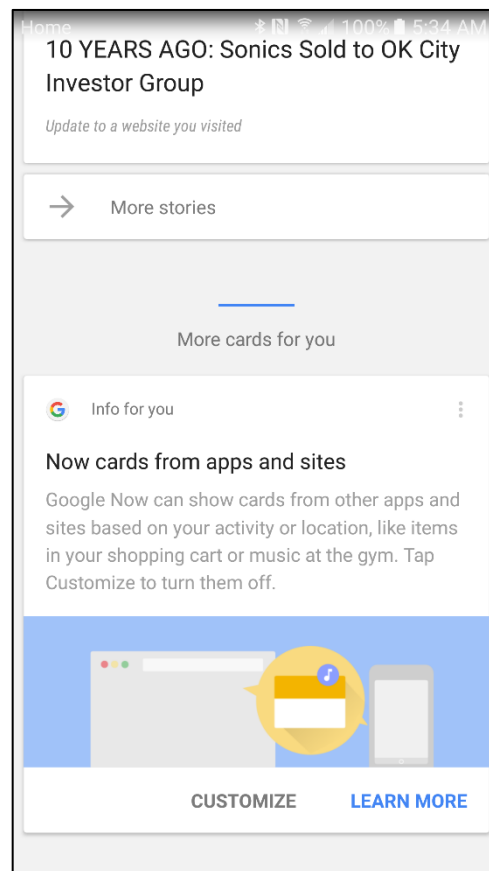 Home 100% 5:34 AM
10 YEARS AGO: Sonics Sold to OK City
Investor Group
Update to a website you visited
More stories
More cards for you
Info for you
Now cards from apps and sites
Google Now can show cards from other apps and
sites based on your activity or location, like items
in your shopping cart or music at the gym. Tap
Customize to turn them off.
CUSTOMIZE LEARN MORE